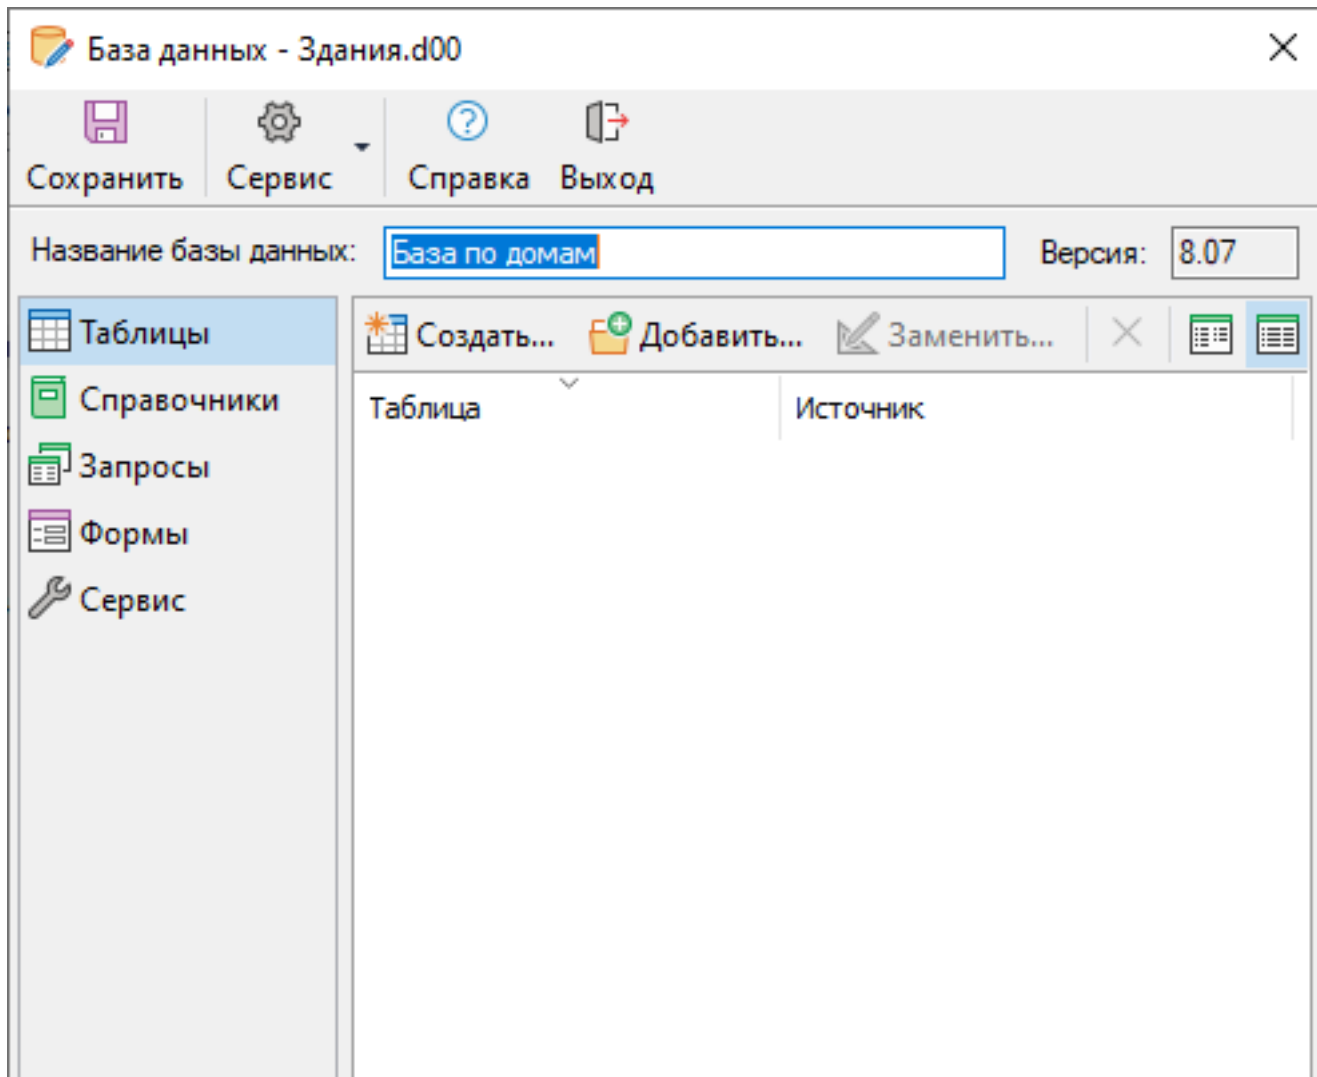 База данных - Здания.d00
Сохранить Сервис Справка Выход
Название базы данных: База по домам Версия: 8.07
Таблицы
Справочники
Запросы
Формы
Сервис
Создать... Добавить... Заменить...
Таблица Источник